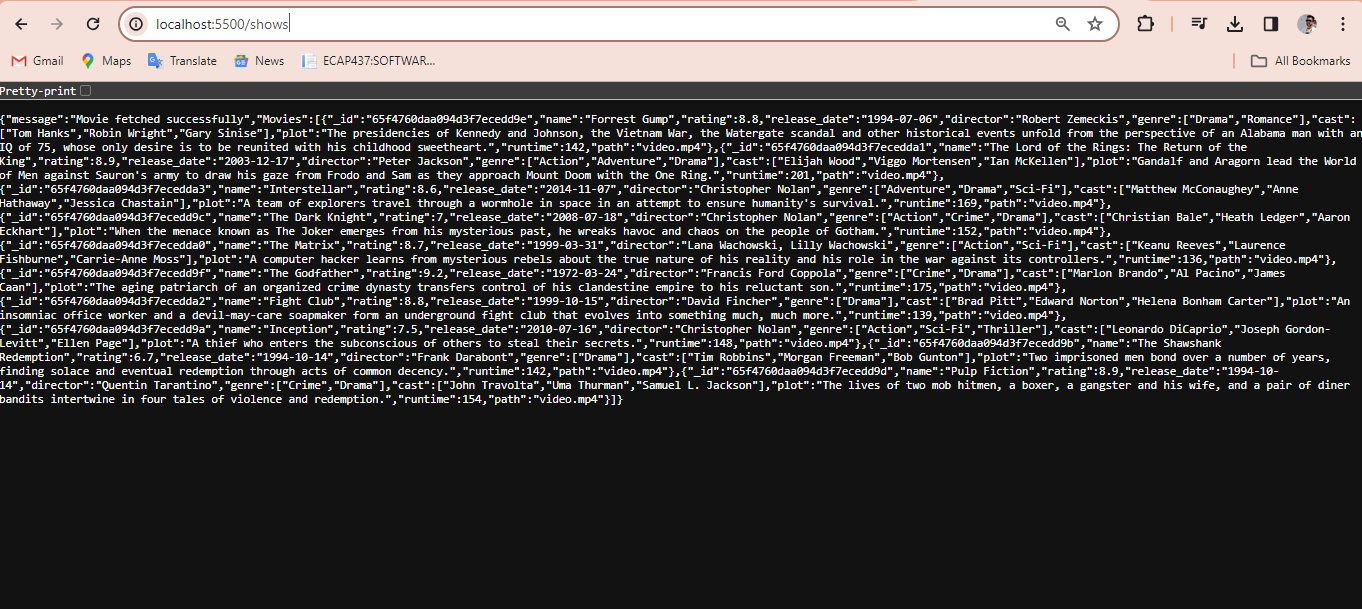 localhost:5500/shows
Gmail Maps Translate News ECAP437:SOFTWAR... All Bookmarks
Pretty-print
{"message":"Movie fetched successfully","Movies":[{"_id":"65f4760daa094d3f7ecedd9e","name":"Forrest Gump","rating":8.8,"release_date":"1994-07-06","director":"Robert Zemeckis","genre":["Drama","Romance"],"cast":
["Tom Hanks","Robin Wright","Gary Sinise"],"plot":"The presidencies of Kennedy and Johnson, the Vietnam War, the Watergate scandal and other historical events unfold from the perspective of an Alabama man with an
IQ of 75, whose only desire is to be reunited with his childhood sweetheart.","runtime":142,"path":"video.mp4"},{"_id":"65f4760daa094d3f7ecedda1","name":"The Lord of the Rings: The Return of the
King","rating":8.9,"release_date":"2003-12-17","director":"Peter Jackson","genre":["Action","Adventure","Drama"],"cast":["Elijah Wood","Viggo Mortensen","Ian McKellen"],"plot":"Gandalf and Aragorn lead the World
of Men against Sauron's army to draw his gaze from Frodo and Sam as they approach Mount Doom with the One Ring.","runtime":201,"path":"video.mp4"},
{"_id":"65f4760daa094d3f7ecedda3","name":"Interstellar","rating":8.6,"release_date":"2014-11-07","director":"Christopher Nolan","genre":["Adventure","Drama","Sci-Fi"],"cast":["Matthew McConaughey","Anne
Hathaway","Jessica Chastain"],"plot":"A team of explorers travel through a wormhole in space in an attempt to ensure humanity's survival.","runtime":169,"path":"video.mp4"},
{"_id":"65f4760daa094d3f7ecedd9c","name":"The Dark Knight","rating":7,"release_date":"2008-07-18","director":"Christopher Nolan","genre":["Action","Crime","Drama"],"cast":["Christian Bale","Heath Ledger","Aaron
Eckhart"],"plot":"When the menace known as The Joker emerges from his mysterious past, he wreaks havoc and chaos on the people of Gotham.","runtime":152,"path":"video.mp4"},
{"_id":"65f4760daa094d3f7ecedda0","name":"The Matrix","rating":8.7,"release_date":"1999-03-31","director":"Lana Wachowski, Lilly Wachowski","genre":["Action","Sci-Fi"],"cast":["Keanu Reeves","Laurence
Fishburne","Carrie-Anne Moss"],"plot":"A computer hacker learns from mysterious rebels about the true nature of his reality and his role in the war against its controllers.","runtime":136,"path":"video.mp4"},
{"_id":"65f4760daa094d3f7ecedd9f","name":"The Godfather","rating":9.2,"release_date":"1972-03-24","director":"Francis Ford Coppola","genre":["Crime","Drama"],"cast":["Marlon Brando","Al Pacino","James
Caan"],"plot":"The aging patriarch of an organized crime dynasty transfers control of his clandestine empire to his reluctant son.","runtime":175,"path":"video.mp4"},
{"_id":"65f4760daa094d3f7ecedda2","name":"Fight Club","rating":8.8,"release_date":"1999-10-15","director":"David Fincher","genre":["Drama"],"cast":["Brad Pitt","Edward Norton","Helena Bonham Carter"],"plot":"An
insomniac office worker and a devil-may-care soapmaker form an underground fight club that evolves into something much, much more.","runtime":139,"path":"video.mp4"},
{"_id":"65f4760daa094d3f7ecedd9a","name":"Inception","rating":7.5,"release_date":"2010-07-16","director":"Christopher Nolan","genre":["Action","Sci-Fi","Thriller"],"cast":["Leonardo DiCaprio","Joseph Gordon-
Levitt","Ellen Page"],"plot":"A thief who enters the subconscious of others to steal their secrets.","runtime":148,"path":"video.mp4"},{"_id":"65f4760daa094d3f7ecedd9b","name":"The Shawshank
Redemption","rating":6.7,"release_date":"1994-10-14","director":"Frank Darabont","genre":["Drama"],"cast":["Tim Robbins","Morgan Freeman","Bob Gunton"],"plot":"Two imprisoned men bond over a number of years,
finding solace and eventual redemption through acts of common decency.","runtime":142,"path":"video.mp4"},{"_id":"65f4760daa094d3f7ecedd9d","name":"Pulp Fiction","rating":8.9,"release_date":"1994-10-
14","director":"Quentin Tarantino","genre":["Crime","Drama"],"cast":["John Travolta","Uma Thurman","Samuel L. Jackson"],"plot":"The lives of two mob hitmen, a boxer, a gangster and his wife, and a pair of diner
bandits intertwine in four tales of violence and redemption.","runtime":154,"path":"video.mp4"}]}